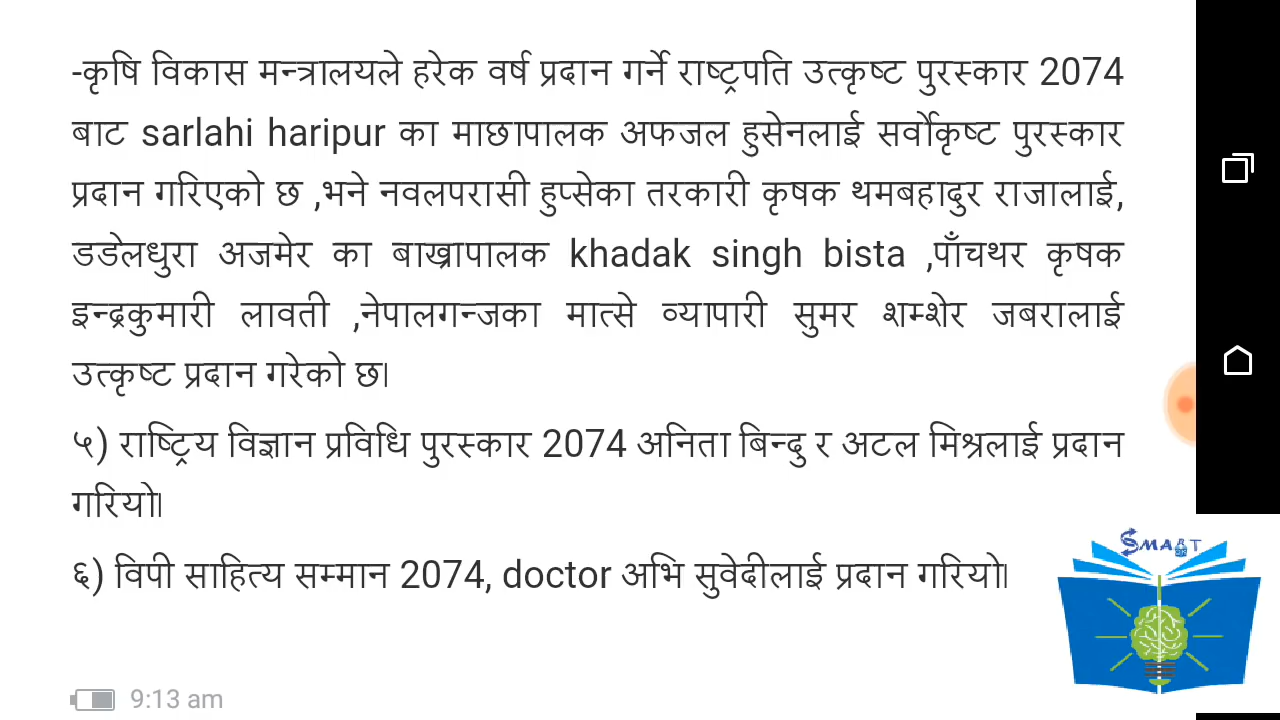 -कृषि विकास मन्त्रालयले हरेक वर्ष प्रदान गर्ने राष्ट्रपति उत्कृष्ट पुरस्कार 2074
बाट sarlahi haripur का माछापालक अफजल हुसेनलाई सर्वोकृष्ट पुरस्कार
प्रदान गरिएको छ ,भने नवलपरासी हुप्सेका तरकारी कृषक थमबहादुर राजालाई,
डडेलधुरा अजमेर का बाख्रापालक khadak singh bista ,पाँचथर कृषक
इन्द्रकुमारी लावती ,नेपालगन्जका मात्से व्यापारी सुमर शम्शेर जबरालाई
उत्कृष्ट प्रदान गरेको छ।
५) राष्ट्रिय विज्ञान प्रविधि पुरस्कार 2074 अनिता बिन्दु र अटल मिश्रलाई प्रदान
गरियो।
६) विपी साहित्य सम्मान 2074, doctor अभि सुवेदीलाई प्रदान गरियो।
SMART
9:13 am